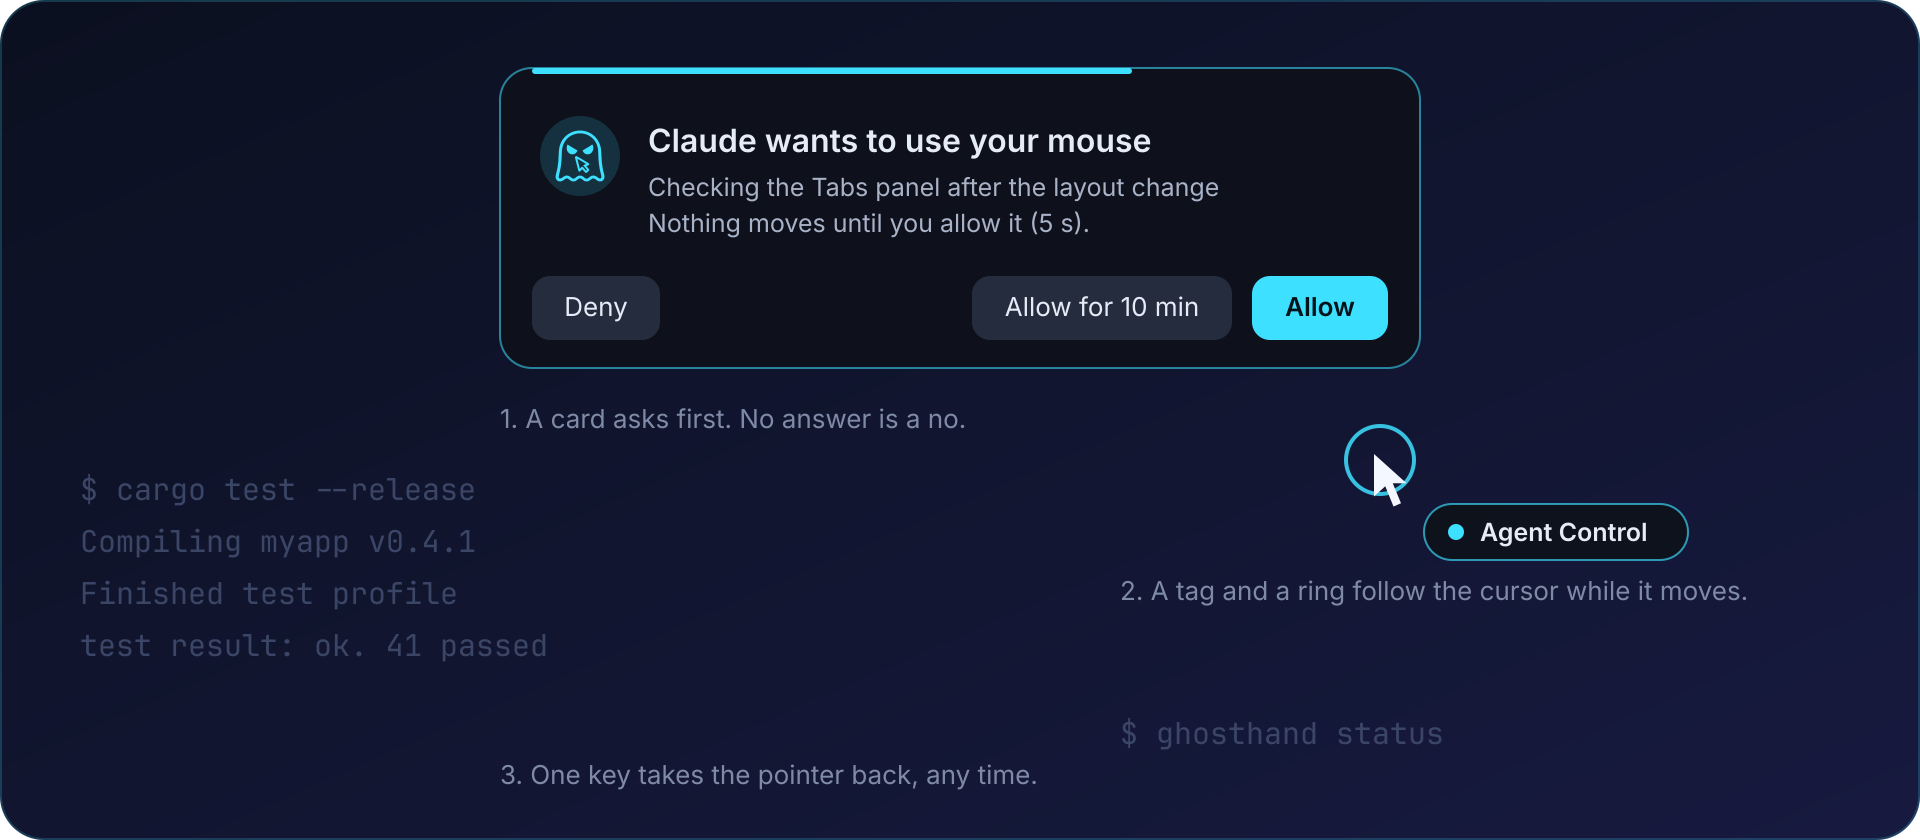 Claude wants to use your mouse
Checking the Tabs panel after the layout change
Nothing moves until you allow it (5 s).
Deny
Allow for 10 min
Allow
1. A card asks first. No answer is a no.
$ cargo test --release
Compiling myapp v0.4.1
Finished test profile
test result: ok. 41 passed
Agent Control
2. A tag and a ring follow the cursor while it moves.
$ ghosthand status
3. One key takes the pointer back, any time.